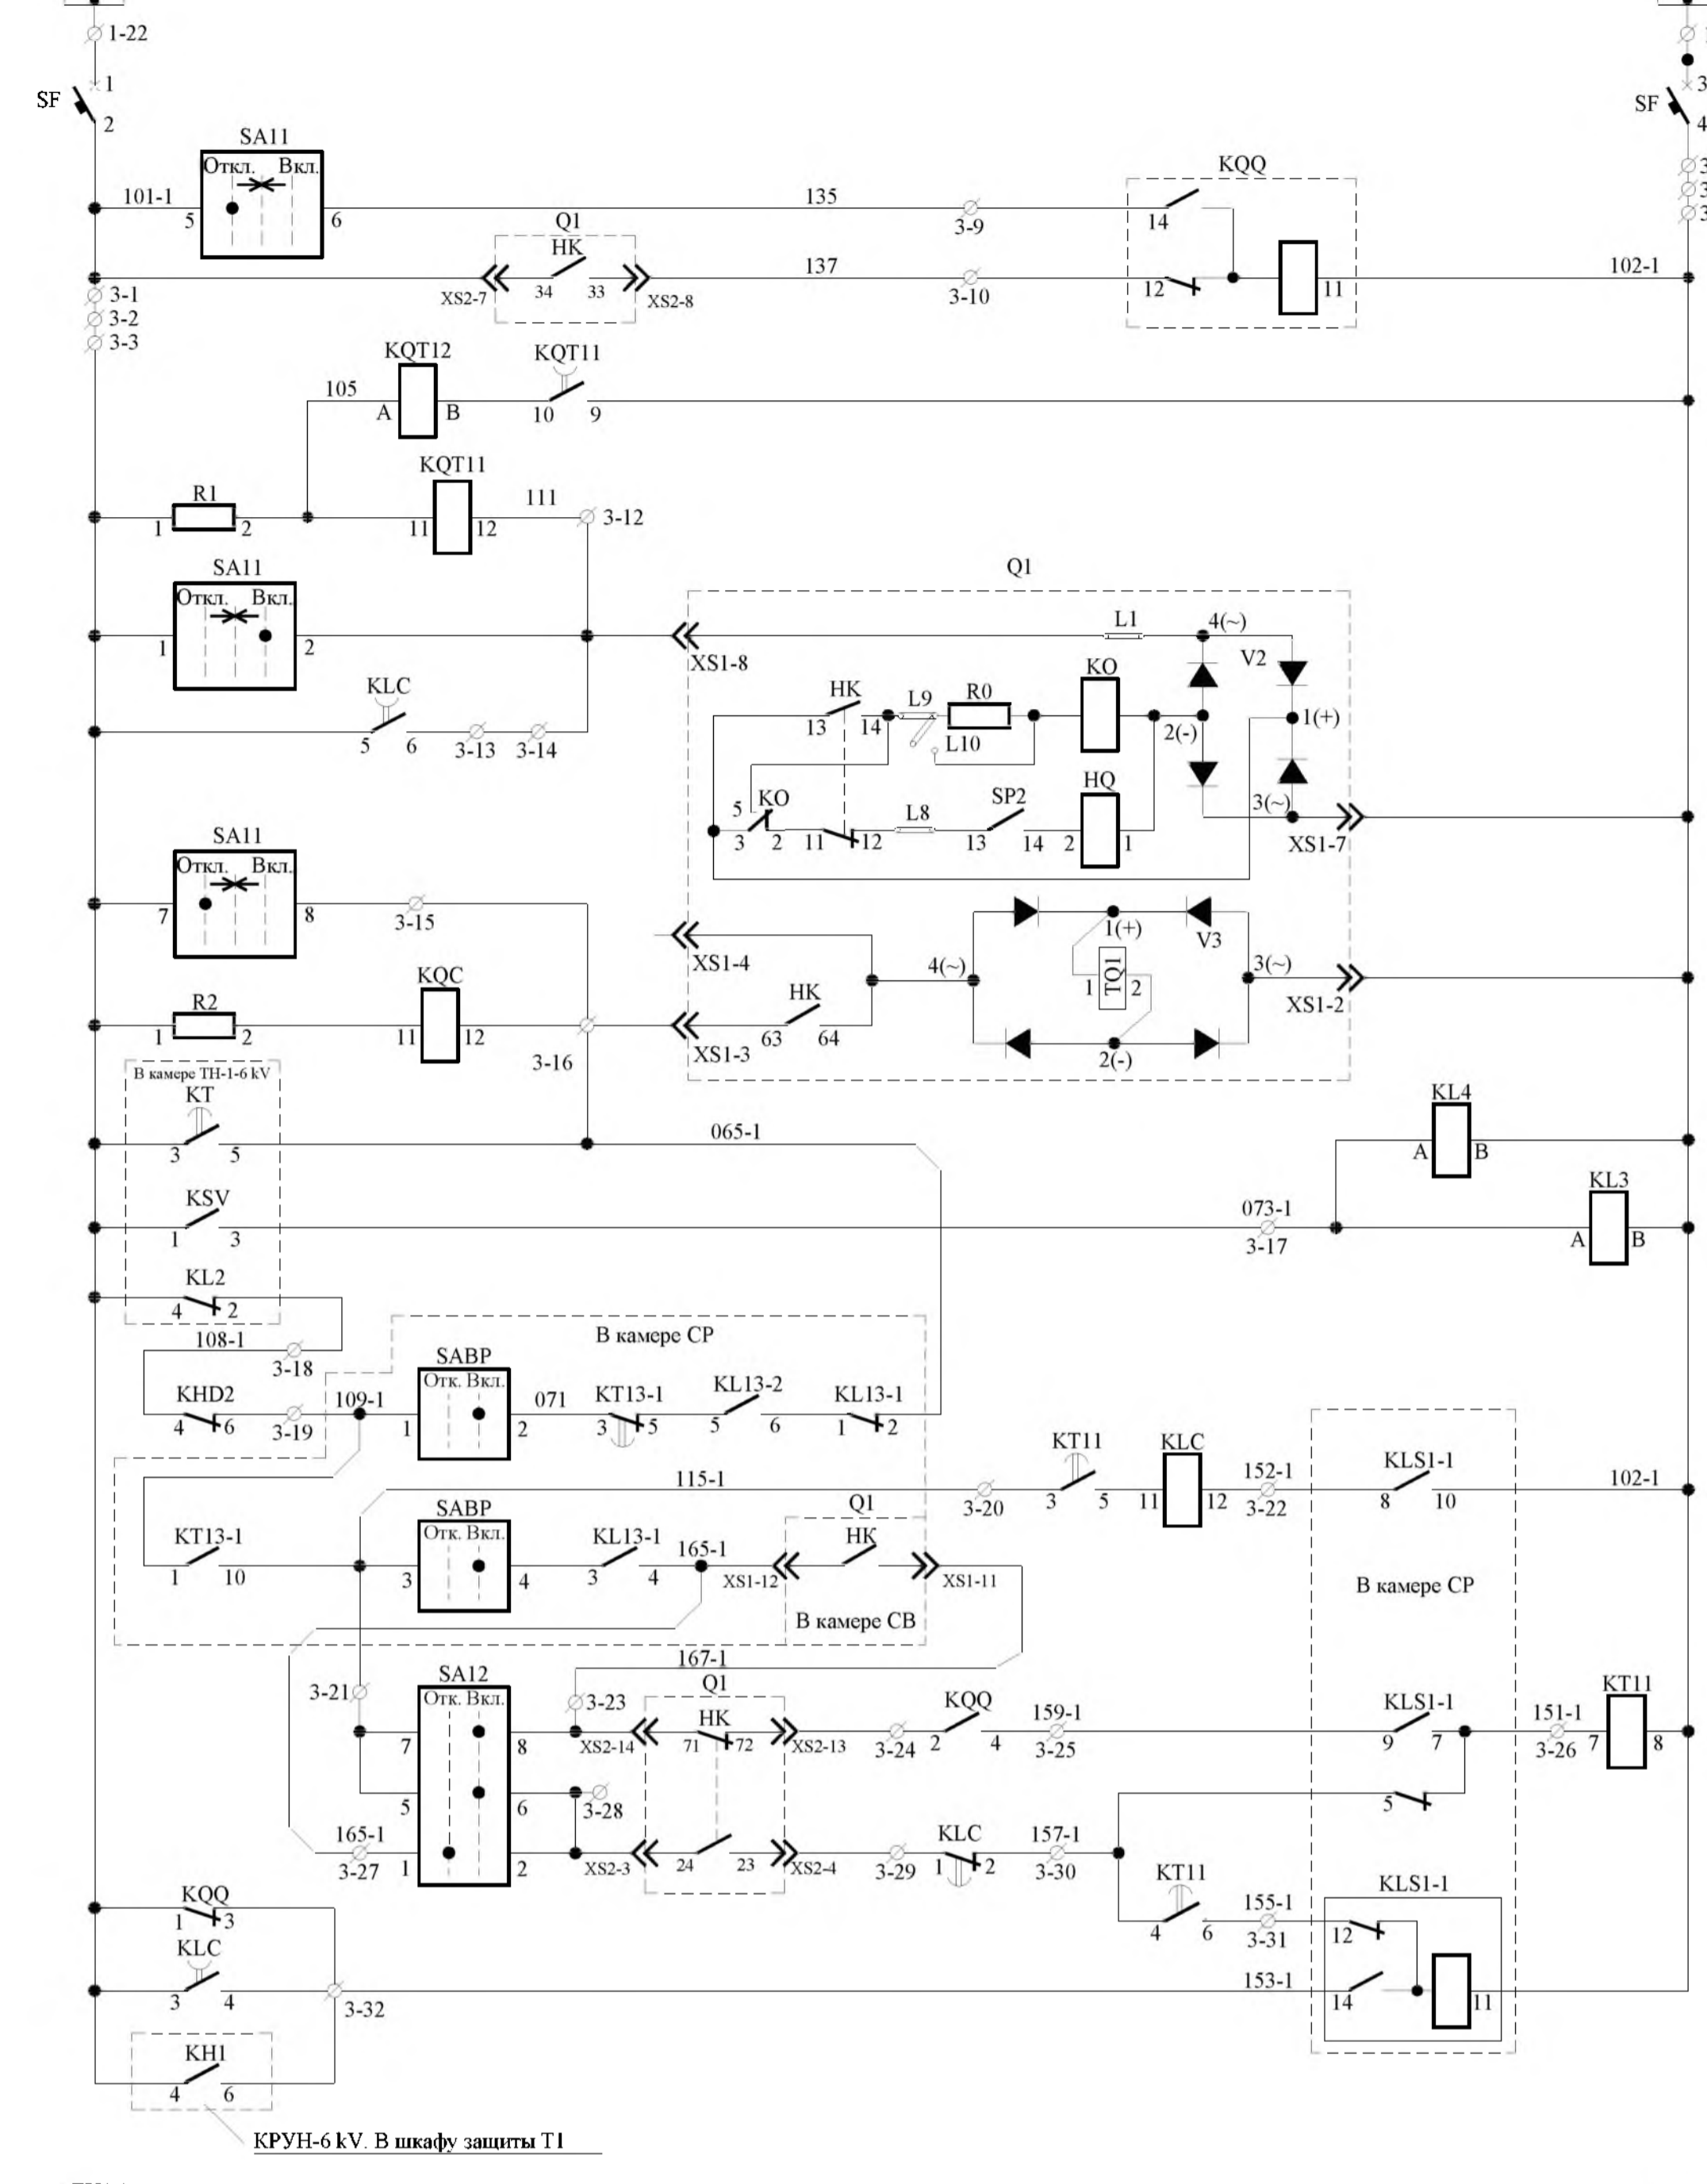 1-22
1
3
SF
SF
2
4
SA11
Откл. Вкл.
KQQ
101-1
5
6
135
3-9
14
3
3
3
Q1
НК
137
102-1
XS2-7
34
33
XS2-8
3-10
12
11
3-1
3-2
3-3
KQT12
KQT11
105
A
B
10
9
KQT11
R1
111
3-12
1
2
11
12
SA11
Q1
Откл. Вкл.
1
2
XS1-8
L1
4(~)
V2
KO
KLC
НК
L9
R0
1(+)
5
6
3-13
3-14
13
14
L10
2(-)
HQ
5
KO
SP2
3(~)
L8
3
2
11
12
13
14
2
1
XS1-7
SA11
Откл. Вкл.
7
8
3-15
1(+)
V3
XS1-4
4(~)
3(~)
KQC
1
TQ1
2
R2
НК
XS1-2
1
2
11
12
63
64
3-16
XS1-3
2(-)
В камере ТН-1-6 kV
KT
3
5
065-1
KL4
A
B
KSV
KL3
1
3
073-1
3-17
A
B
KL2
4
2
108-1
3-18
В камере СР
SABP
Отк. Вкл.
KHD2
109-1
071
KT13-1
KL13-2
KL13-1
4
6
3-19
1
2
3
5
5
6
1
2
KT11
KLC
KLS1-1
115-1
152-1
102-1
3-20
3
5
11
12
3-22
8
10
SABP
Отк. Вкл.
Q1
KT13-1
KL13-1
165-1
НК
1
10
3
4
3
4
XS1-12
XS1-11
В камере СР
В камере СВ
167-1
SA12
Q1
3-21
Отк. Вкл.
3-23
НК
KQQ
159-1
KLS1-1
151-1
KT11
7
8
XS2-14
71
72
XS2-13
3-24
2
4
3-25
9
7
3-26
7
8
5
6
3-28
5
165-1
KLC
157-1
3-27
1
2
XS2-3
24
23
XS2-4
3-29
1
2
3-30
KT11
KLS1-1
KQQ
155-1
1
3
4
6
3-31
12
KLC
153-1
3
4
3-32
14
11
KH1
4
6
КРУН-6 kV. В шкафу защиты Т1